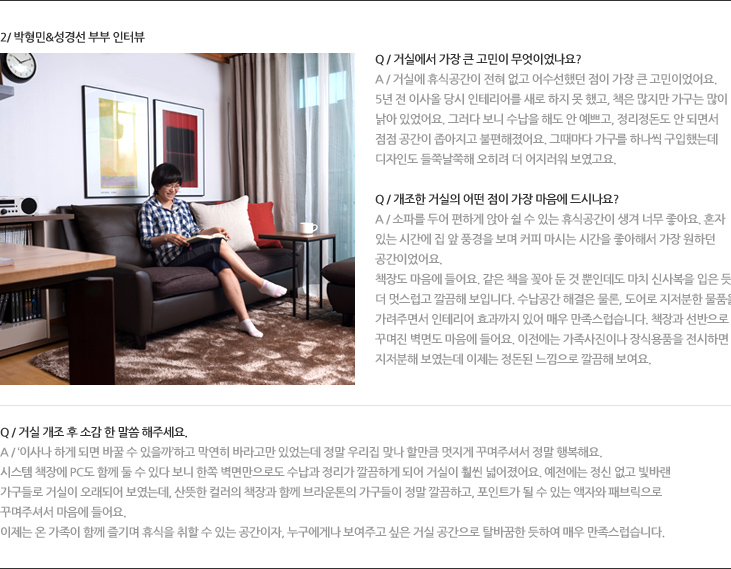 2/ 박형민&성경선 부부 인터뷰
Q / 거실에서 가장 큰 고민이 무엇이었나요?
A / 거실에 휴식공간이 전혀 없고 어수선했던 점이 가장 큰 고민이었어요.
5년 전 이사올 당시 인테리어를 새로 하지 못 했고, 책은 많지만 가구는 많이
낡아 있었어요. 그러다 보니 수납을 해도 안 예쁘고, 정리정돈도 안 되면서
점점 공간이 좁아지고 불편해졌어요. 그때마다 가구를 하나씩 구입했는데
디자인도 들쭉날쭉해 오히려 더 어지러워 보였고요.
Q / 개조한 거실의 어떤 점이 가장 마음에 드시나요?
A / 소파를 두어 편하게 앉아 쉴 수 있는 휴식공간이 생겨 너무 좋아요. 혼자
있는 시간에 집 앞 풍경을 보며 커피 마시는 시간을 좋아해서 가장 원하던
공간이었어요.
책장도 마음에 들어요. 같은 책을 꽂아 둔 것 뿐인데도 마치 신사복을 입은 듯
더 멋스럽고 깔끔해 보입니다. 수납공간 해결은 물론, 도어로 지저분한 물품을
가려주면서 인테리어 효과까지 있어 매우 만족스럽습니다. 책장과 선반으로
꾸며진 벽면도 마음에 들어요. 이전에는 가족사진이나 장식용품을 전시하면
지저분해 보였는데 이제는 정돈된 느낌으로 깔끔해 보여요.
Q / 거실 개조 후 소감 한 말씀 해주세요.
A / '이사나 하게 되면 바꿀 수 있을까'하고 막연히 바라고만 있었는데 정말 우리집 맞나 할만큼 멋지게 꾸며주셔서 정말 행복해요.
시스템 책장에 PC도 함께 둘 수 있다 보니 한쪽 벽면만으로도 수납과 정리가 깔끔하게 되어 거실이 훨씬 넓어졌어요. 예전에는 정신 없고 빛바랜
가구들로 거실이 오래되어 보였는데, 산뜻한 컬러의 책장과 함께 브라운톤의 가구들이 정말 깔끔하고, 포인트가 될 수 있는 액자와 패브릭으로
꾸며주셔서 마음에 들어요.
이제는 온 가족이 함께 즐기며 휴식을 취할 수 있는 공간이자, 누구에게나 보여주고 싶은 거실 공간으로 탈바꿈한 듯하여 매우 만족스럽습니다.